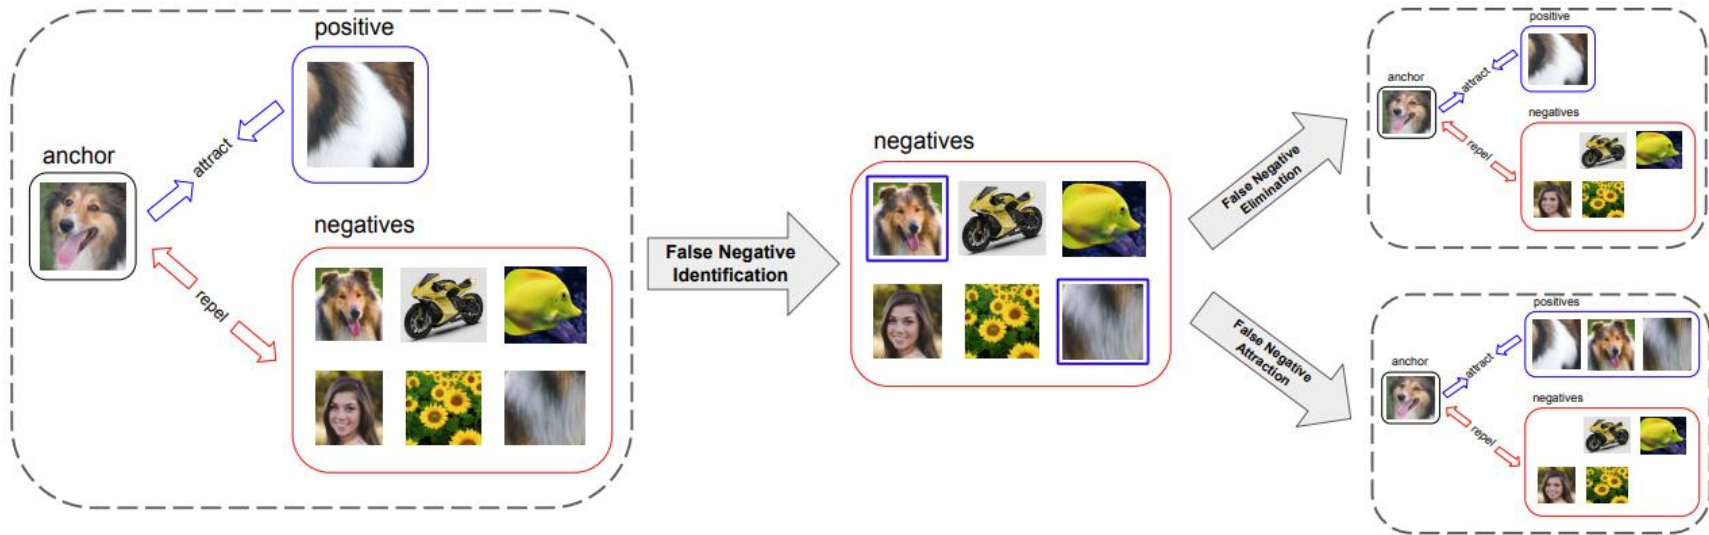 positive
anchor
attract
negatives
repel
False Negative
Identification
negatives
False Negative
Elimination
False Negative
Attraction
positive
anchor
attract
negatives
repel
positives
anchor
attract
negatives
repel